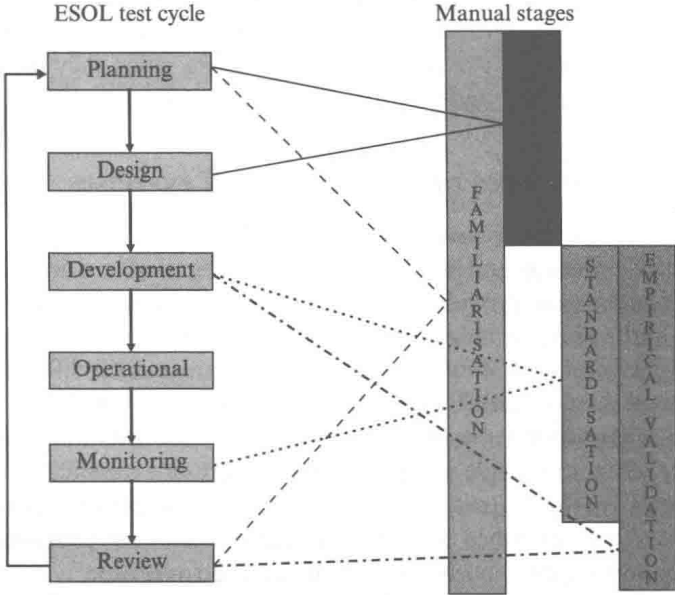 ESOL test cycle
Manual stages
Planning
Design
Development
Operational
Monitoring
Review
FAMILIARISATION
STANDARDISATION
EMPIRICAL VALIDATION